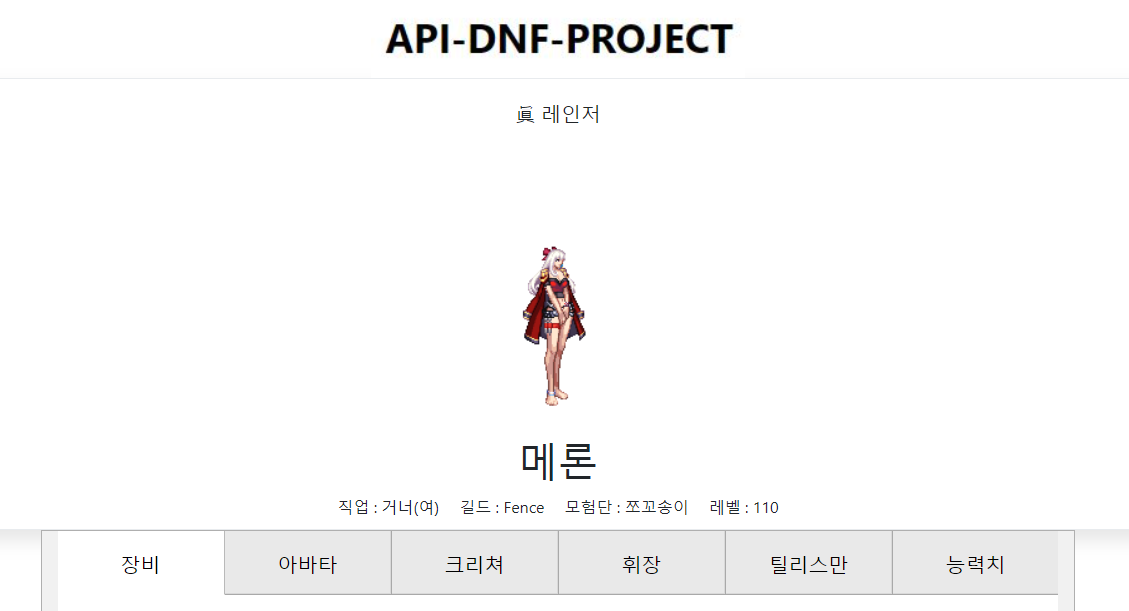 API-DNF-PROJECT
眞 레인저
메론
직업 : 거너(여) 길드 : Fence 모험단 : 쪼꼬송이 레벨 : 110
장비 아바타 크리쳐 휘장 틸리스만 능력치